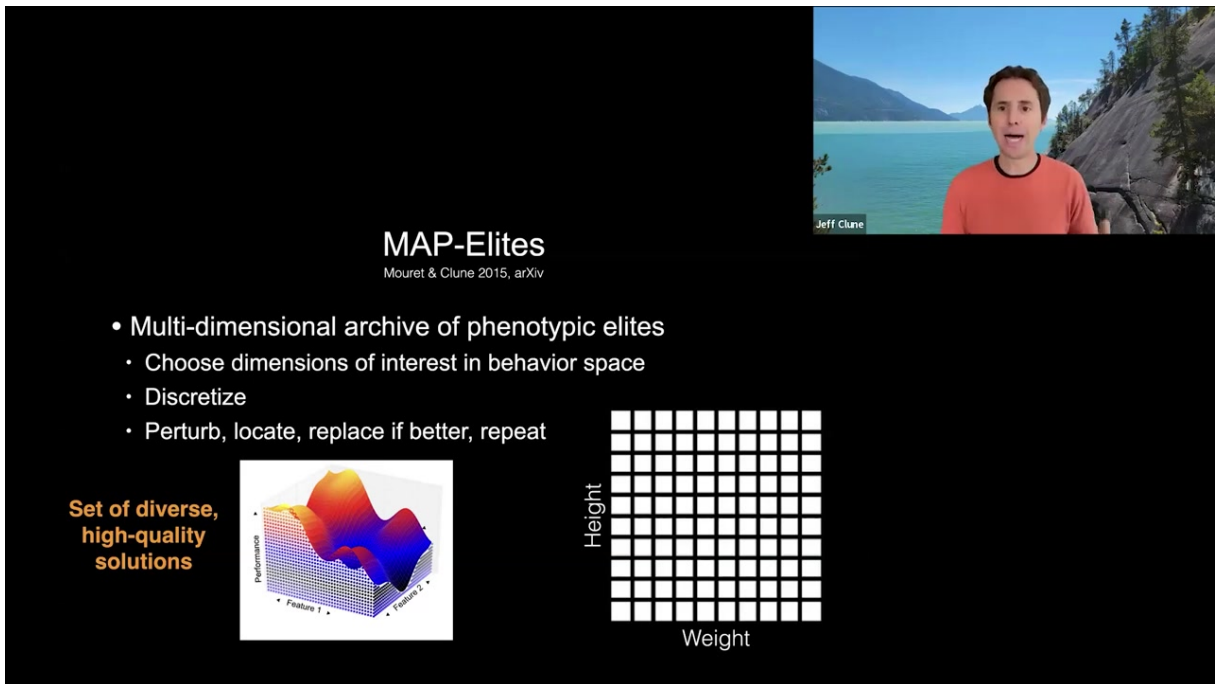 Jeff Clune
MAP-Elites
Mouret & Clune 2015, arXiv
• Multi-dimensional archive of phenotypic elites
• Choose dimensions of interest in behavior space
• Discretize
• Perturb, locate, replace if better, repeat
Set of diverse,
high-quality
solutions
Performance
Feature 1
Feature 2
Height
Weight